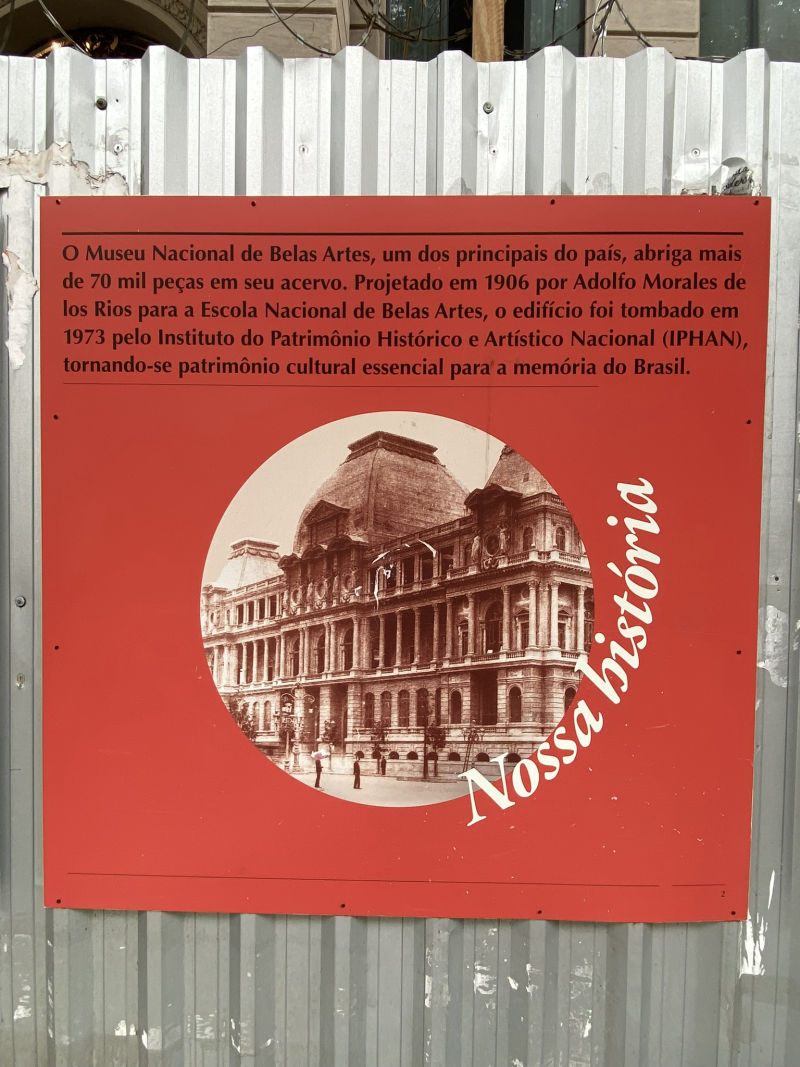 O Museu Nacional de Belas Artes, um dos principais do país, abriga mais
de 70 mil peças em seu acervo. Projetado em 1906 por Adolfo Morales de
los Rios para a Escola Nacional de Belas Artes, o edifício foi tombado em
1973 pelo Instituto do Patrimônio Histórico e Artístico Nacional (IPHAN),
tornando-se patrimônio cultural essencial para a memória do Brasil.
Nossa história
2